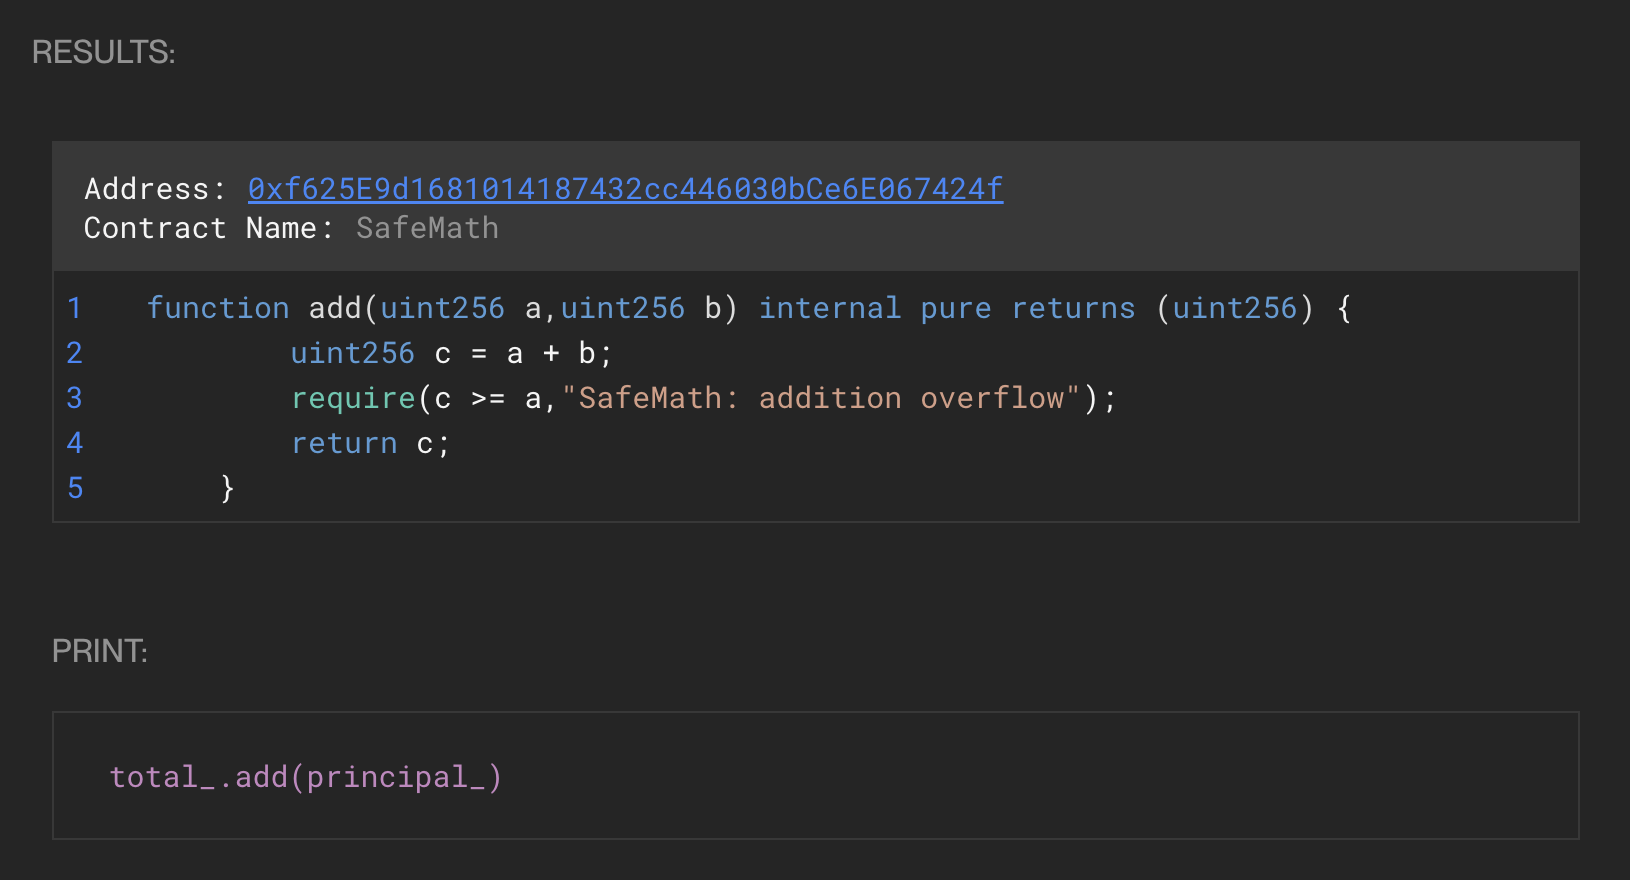 RESULTS:
Address: 0xf625E9d1681014187432cc446030bCe6E067424f
Contract Name: SafeMath
1 function add(uint256 a,uint256 b) internal pure returns (uint256) {
2 uint256 c = a + b;
3 require(c >= a,"SafeMath: addition overflow");
4 return c;
5 }
PRINT:
total_.add(principal_)